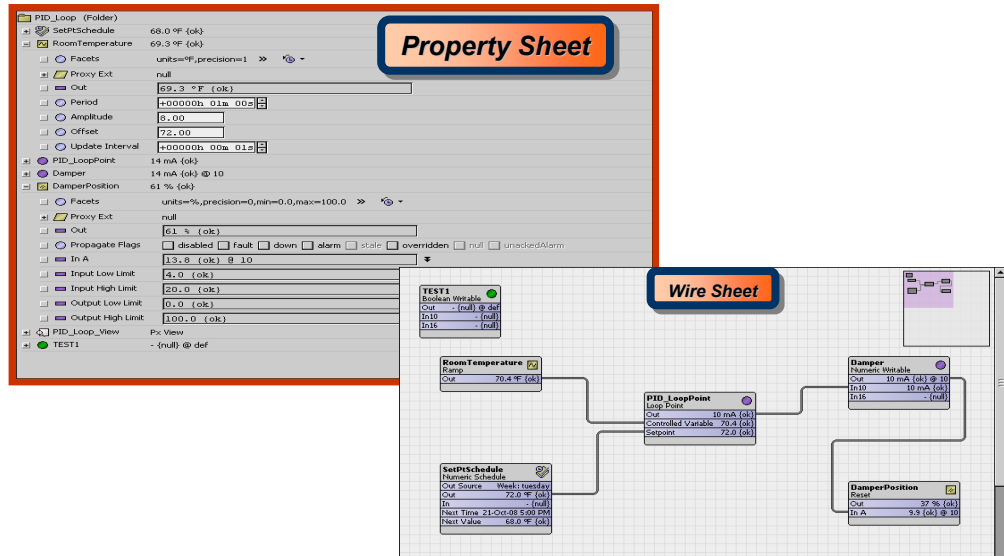 PID_Loop (Folder)
SetPtSchedule 68.0 ºF {ok}
RoomTemperature 69.3 ºF {ok}
Facets units=ºF,precision=1 »
Proxy Ext null
Out 69.3 °F {ok}
Period +00000h 01m 00s
Amplitude 8.00
Offset 72.00
Update Interval +00000h 00m 01s
PID_LoopPoint 14 mA {ok}
Damper 14 mA {ok} @ 10
DamperPosition 61 % {ok}
Facets units=%,precision=0,min=0.0,max=100.0 »
Proxy Ext null
Out 61 % {ok}
Propagate Flags disabled fault down alarm stale overridden null unackedAlarm
In A 13.8 {ok} @ 10
Input Low Limit 4.0 {ok}
Input High Limit 20.0 {ok}
Output Low Limit 0.0 {ok}
Output High Limit 100.0 {ok}
PID_Loop_View Px View
TEST1 - {null} @ def
Property Sheet
Wire Sheet
TEST1
Boolean Writable
Out - {null} @ def
In10 - {null}
In16 - {null}
RoomTemperature
Ramp
Out 70.4 ºF {ok}
PID_LoopPoint
Loop Point
Out 10 mA {ok}
Controlled Variable 70.4 {ok}
Setpoint 72.0 {ok}
Damper
Numeric Writable
Out 10 mA {ok} @ 10
In10 10 mA {ok}
In16 - {null}
SetPtSchedule
Numeric Schedule
Out Source Week: tuesday
Out 72.0 ºF {ok}
In - {null}
Next Time 21-Oct-08 5:00 PM
Next Value 68.0 ºF {ok}
DamperPosition
Reset
Out 37 % {ok}
In A 9.9 {ok} @ 10